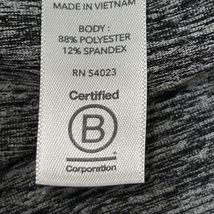 MADE IN VIETNAM
BODY:
88% POLYESTER
12% SPANDEX
RN 54023
Certified
B
Corporation